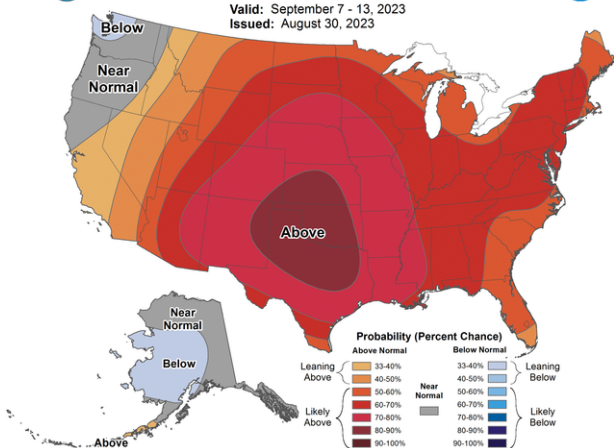 Valid: September 7 - 13, 2023
Issued: August 30, 2023
Below
Near
Normal
Above
Near
Normal
Below
Above
Probability (Percent Chance)
Above Normal
Below Normal
Leaning
Above
33-40%
40-50%
Likely
Above
50-60%
60-70%
70-80%
80-90%
90-100%
Near
Normal
33-40%
40-50%
Leaning
Below
50-60%
60-70%
70-80%
80-90%
90-100%
Likely
Below